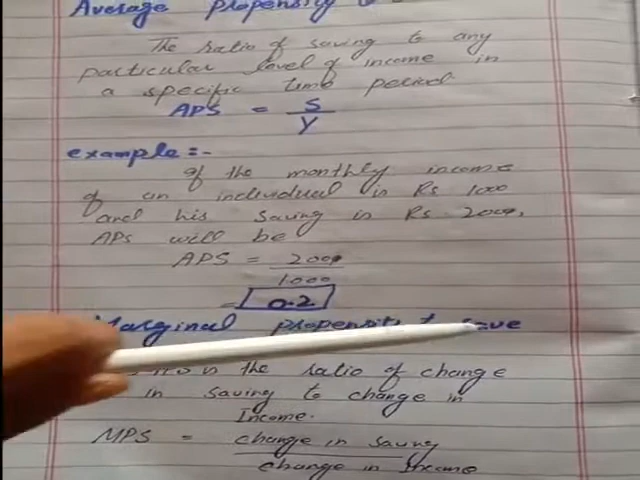 Average propensity
The ratio of saving to any
particular level of income in
a specific time period
APS = S
Y
example :-
If the monthly income
of an individual is Rs 1000
and his saving is Rs 200,
APs will be
APS = 200
1000
= 0.2
Marginal propensity save
is the ratio of change
in saving to change in
Income.
MPS = change in saving
change in Income